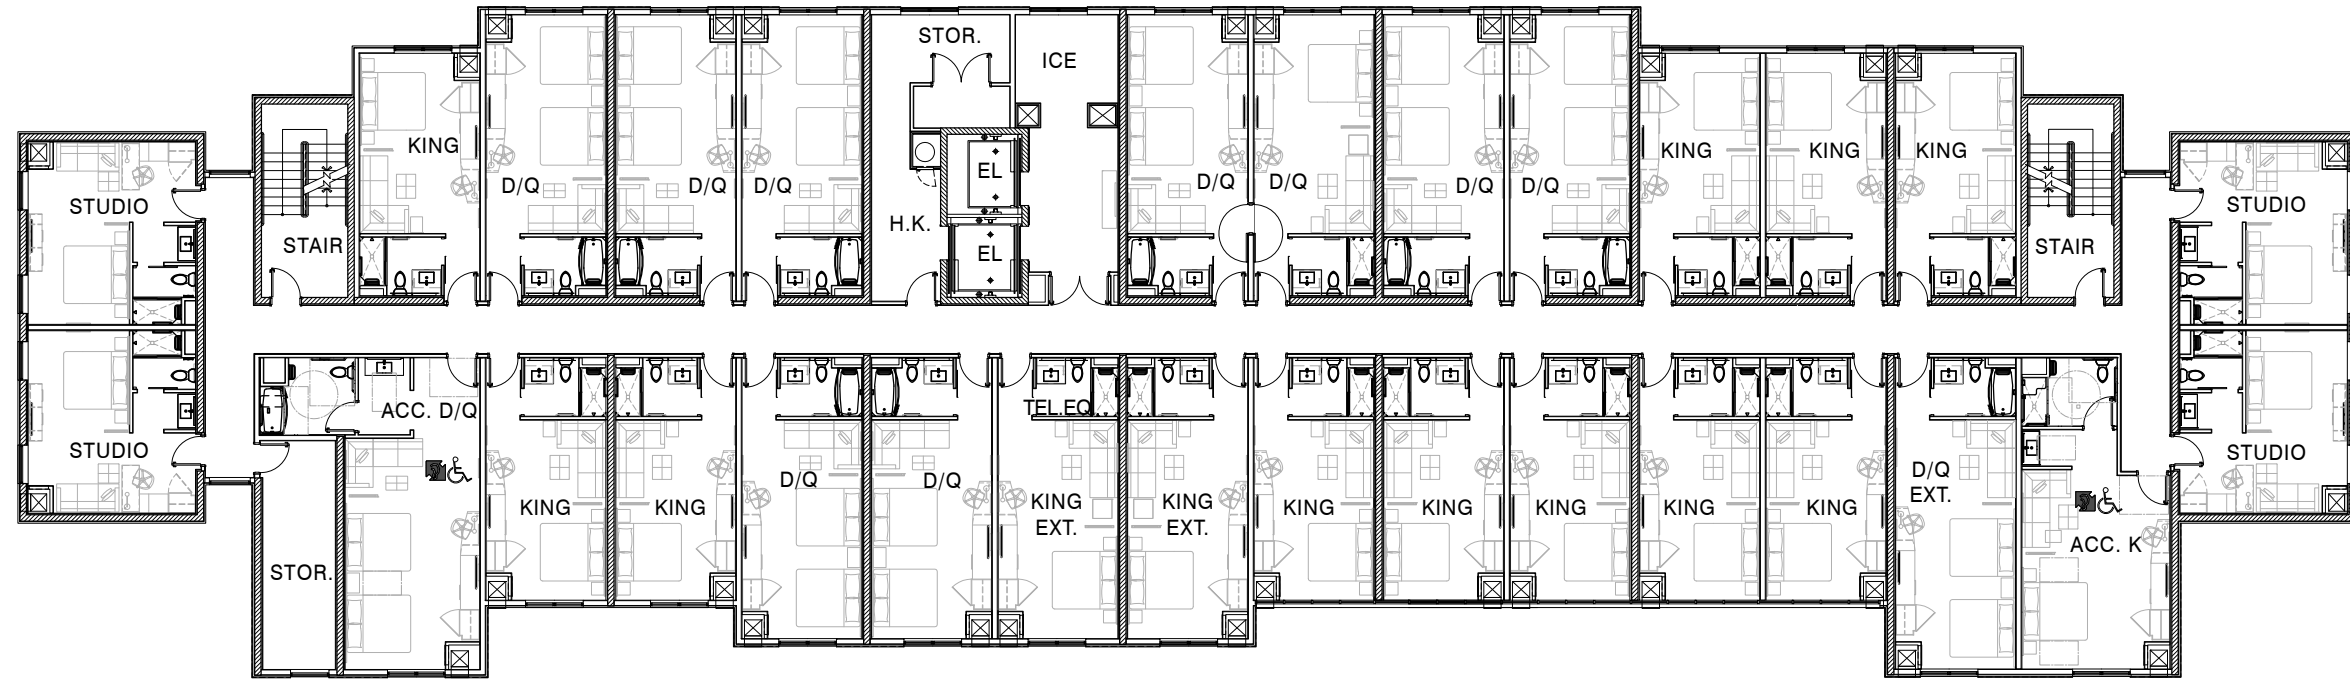 STOR.
ICE
KING
D/Q
D/Q
D/Q
EL
D/Q
D/Q
D/Q
D/Q
KING
KING
KING
STUDIO
STAIR
H.K.
EL
STAIR
STUDIO
ACC. D/Q
TEL.EQ
STUDIO
KING
KING
D/Q
D/Q
KING
EXT.
KING
EXT.
KING
KING
KING
KING
KING
D/Q
EXT.
STUDIO
STOR.
ACC. K